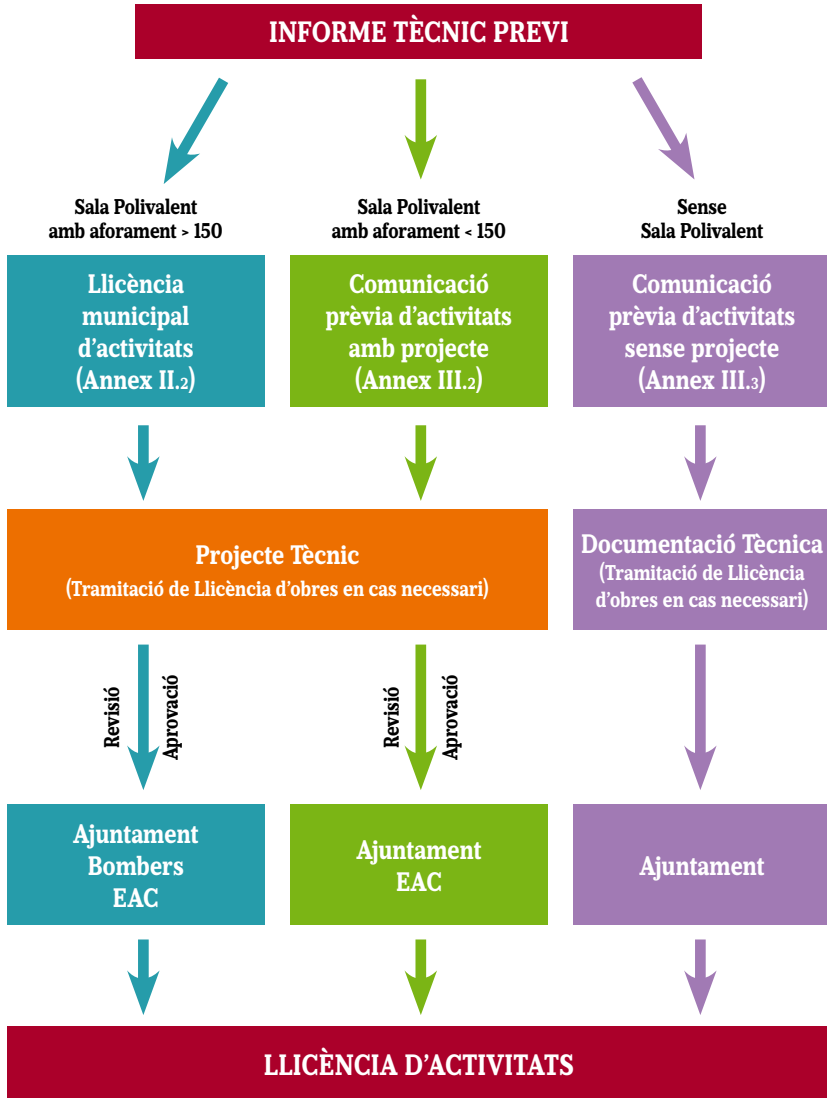 INFORME TÈCNIC PREVI
Sala Polivalent
amb aforament > 150
Sala Polivalent
amb aforament < 150
Sense
Sala Polivalent
Llicència
municipal
d'activitats
(Annex II.2)
Comunicació
prèvia d'activitats
amb projecte
(Annex III.2)
Comunicació
prèvia d'activitats
sense projecte
(Annex III.3)
Projecte Tècnic
(Tramitació de Llicència d'obres en cas necessari)
Documentació Tècnica
(Tramitació de Llicència
d'obres en cas necessari)
Revisió
Aprovació
Revisió
Aprovació
Ajuntament
Bombers
EAC
Ajuntament
EAC
Ajuntament
LLICÈNCIA D'ACTIVITATS